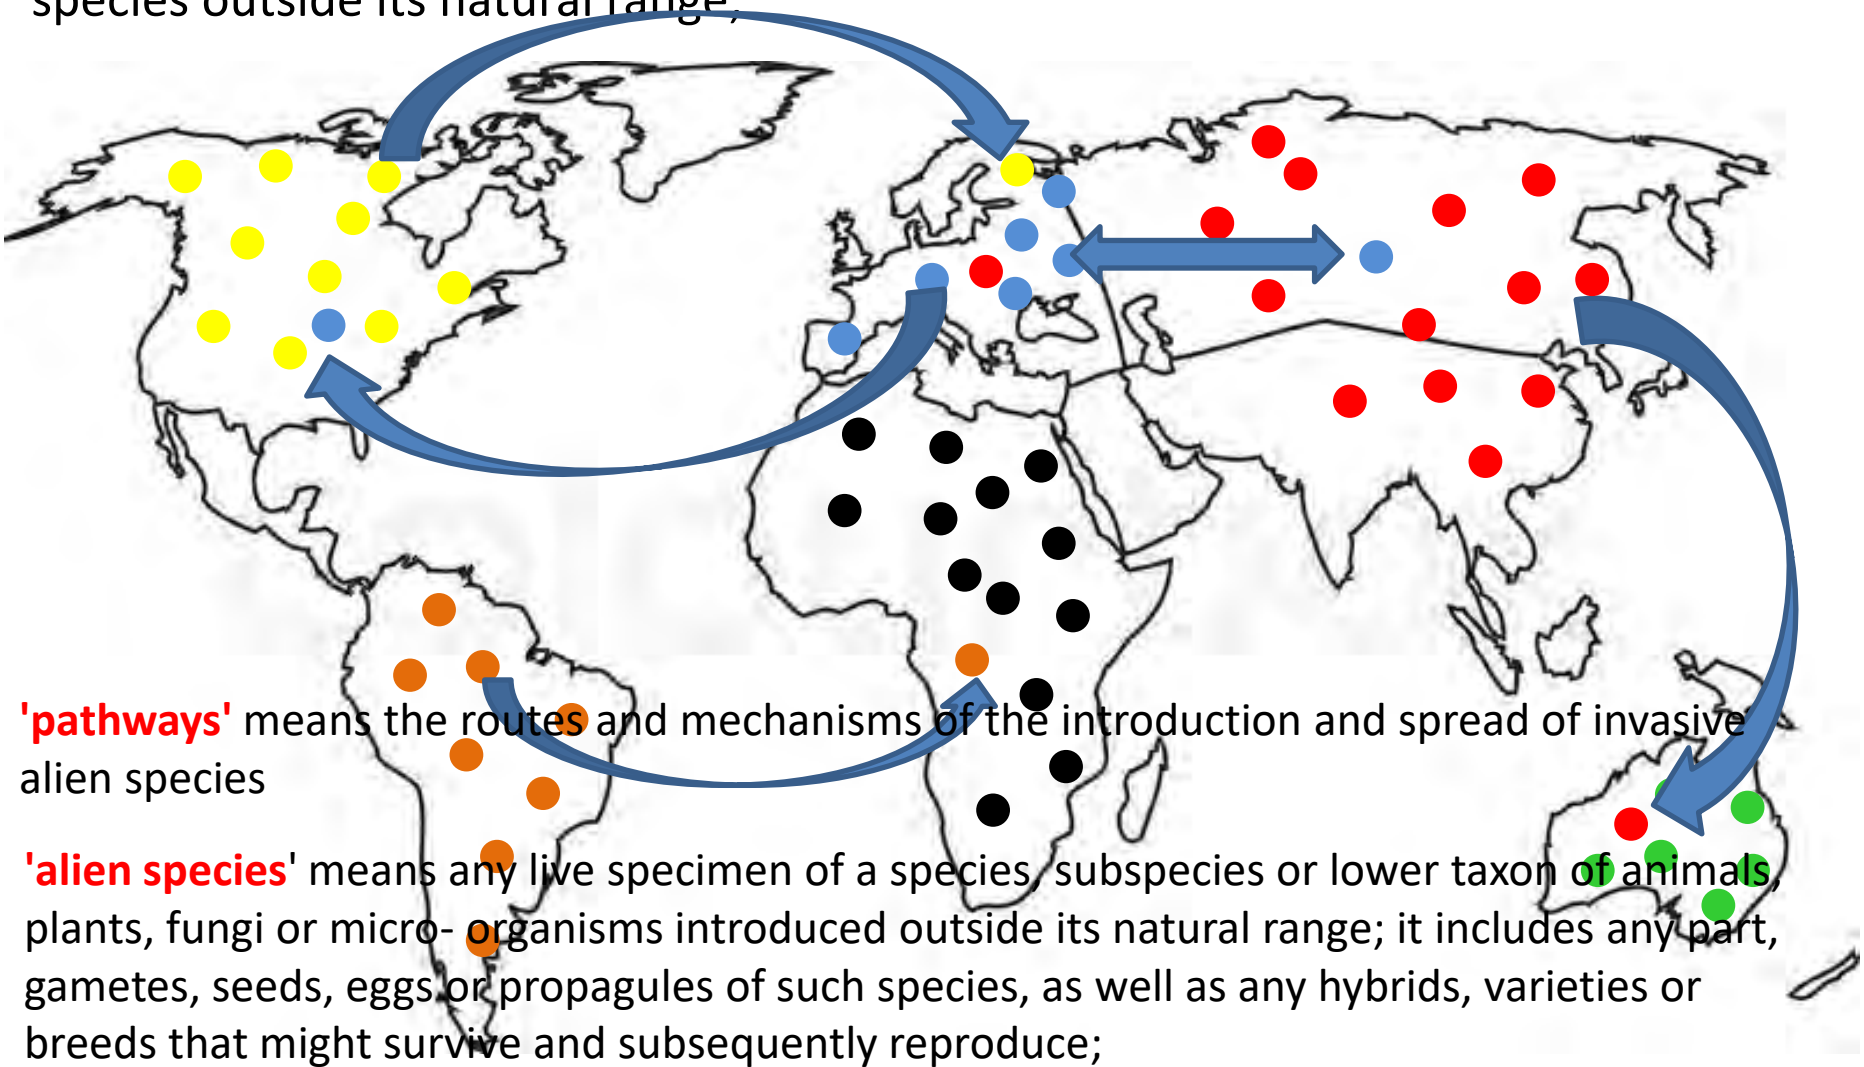 species outside its natural range;
'pathways' means the routes and mechanisms of the introduction and spread of invasive
alien species
'alien species' means any live specimen of a species, subspecies or lower taxon of animals,
plants, fungi or micro- organisms introduced outside its natural range; it includes any part,
gametes, seeds, eggs or propagules of such species, as well as any hybrids, varieties or
breeds that might survive and subsequently reproduce;